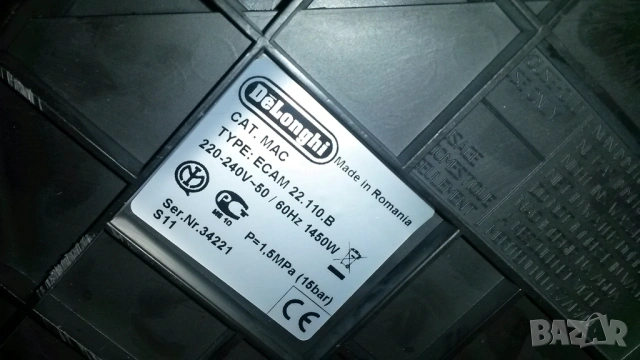 DeLonghi
Made in Romania
CAT. MAC
TYPE: ECAM 22.110.B
220-240V~50 / 60Hz 1450W
P=1,5MPa (15bar)
Ser.Nr.34221
S11
CE
BAZAR